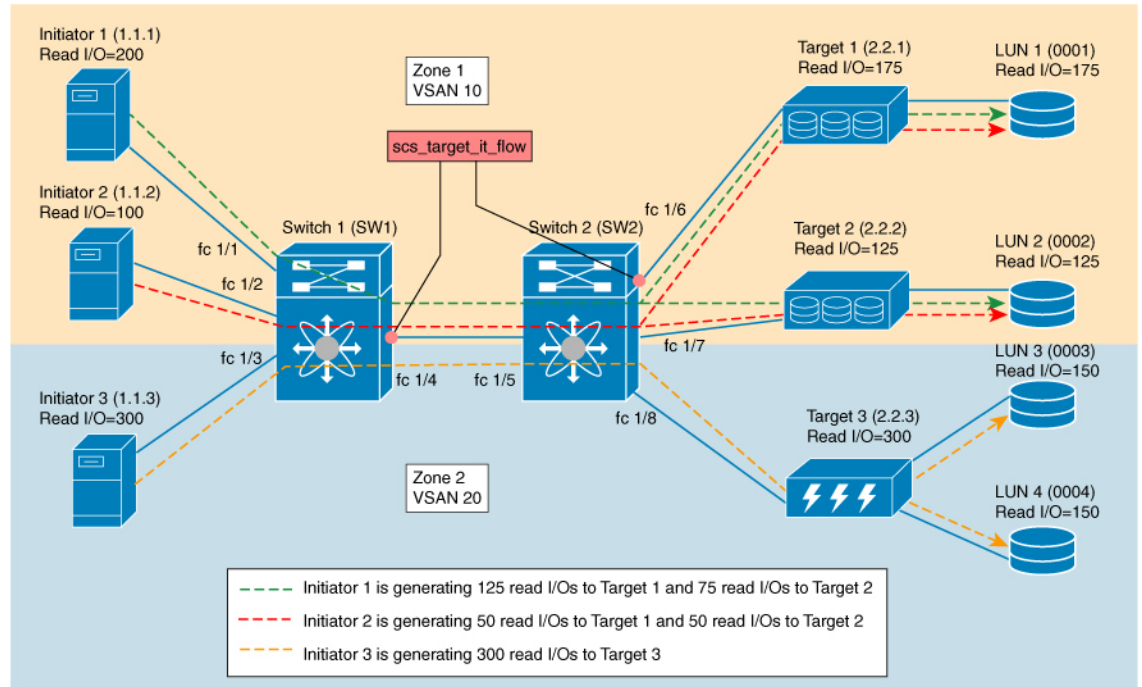 Initiator 1 (1.1.1)
Read I/O=200
Zone 1
VSAN 10
Target 1 (2.2.1)
Read I/O=175
LUN 1 (0001)
Read I/O=175
scs_target_it_flow
Initiator 2 (1.1.2)
Read I/O=100
fc 1/1
Switch 1 (SW1)
Switch 2 (SW2)
fc 1/6
Target 2 (2.2.2)
Read I/O=125
LUN 2 (0002)
Read I/O=125
fc 1/2
fc 1/3
fc 1/4
fc 1/5
fc 1/7
LUN 3 (0003)
Read I/O=150
Initiator 3 (1.1.3)
Read I/O=300
fc 1/8
Target 3 (2.2.3)
Read I/O=300
Zone 2
VSAN 20
LUN 4 (0004)
Read I/O=150
Initiator 1 is generating 125 read I/Os to Target 1 and 75 read I/Os to Target 2
Initiator 2 is generating 50 read I/Os to Target 1 and 50 read I/Os to Target 2
Initiator 3 is generating 300 read I/Os to Target 3